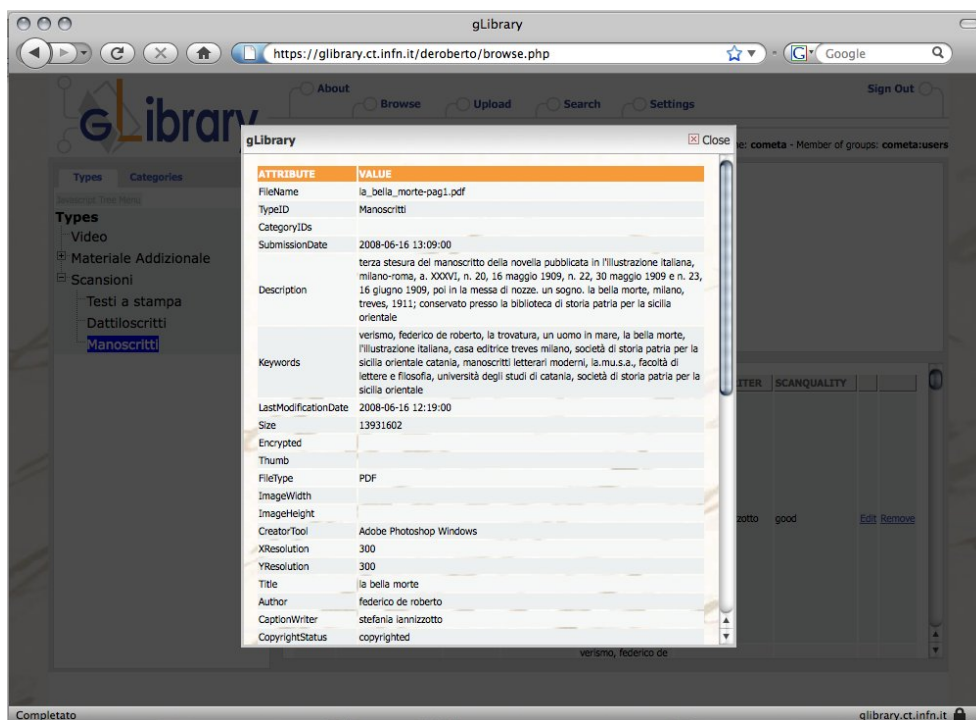 gLibrary
https://glibrary.ct.infn.it/deroberto/browse.php
G
Google
gLibrary
About
Browse
Upload
Search
Settings
Sign Out
e: cometa - Member of groups: cometa:users
Types
Categories
Javascript Tree Menu
Types
Video
Materiale Addizionale
Scansioni
Testi a stampa
Dattiloscritti
Manoscritti
gLibrary
Close
ATTRIBUTE VALUE
FileName la_bella_morte-pag1.pdf
TypeID Manoscritti
CategoryIDs
SubmissionDate 2008-06-16 13:09:00
Description
terza stesura del manoscritto della novella pubblicata in l'illustrazione italiana,
milano-roma, a. XXXVI, n. 20, 16 maggio 1909, n. 22, 30 maggio 1909 e n. 23,
16 giugno 1909, poi in la messa di nozze. un sogno. la bella morte, milano,
treves, 1911; conservato presso la biblioteca di storia patria per la sicilia
orientale
Keywords
verismo, federico de roberto, la trovatura, un uomo in mare, la bella morte,
l'illustrazione italiana, casa editrice treves milano, società di storia patria per la
sicilia orientale catania, manoscritti letterari moderni, la.mu.s.a., facoltà di
lettere e filosofia, università degli studi di catania, società di storia patria per la
sicilia orientale
LastModificationDate 2008-06-16 12:19:00
Size 13931602
Encrypted
Thumb
FileType PDF
ImageWidth
ImageHeight
CreatorTool Adobe Photoshop Windows
XResolution 300
YResolution 300
Title la bella morte
Author federico de roberto
CaptionWriter stefania iannizzotto
CopyrightStatus copyrighted
ITER SCANQUALITY
zotto good Edit Remove
verismo, federico de
Completato
glibrary.ct.infn.it